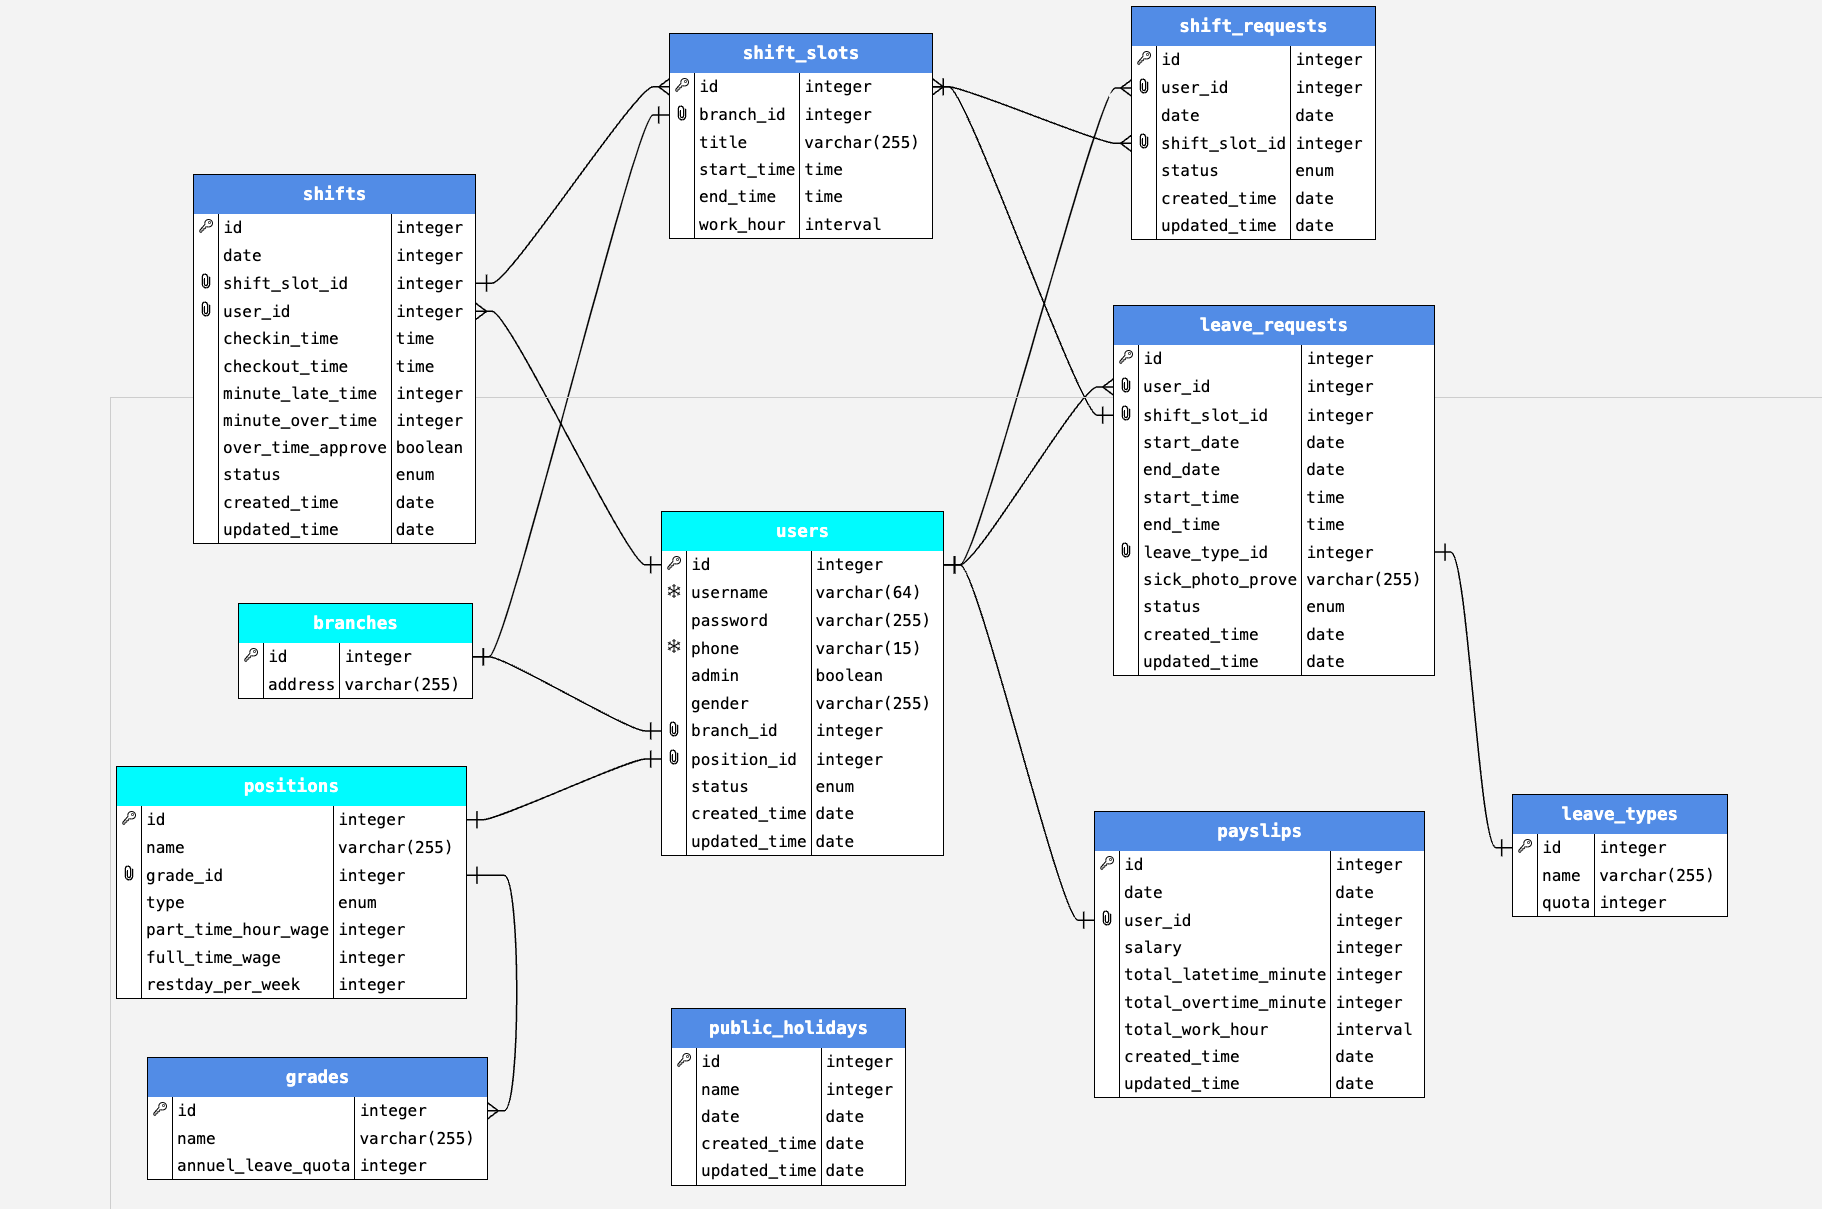 shift_requests
id integer
user_id integer
date date
shift_slot_id integer
status enum
created_time date
updated_time date
shift_slots
id integer
branch_id integer
title varchar(255)
start_time time
end_time time
work_hour interval
shifts
id integer
date integer
shift_slot_id integer
user_id integer
checkin_time time
checkout_time time
minute_late_time integer
minute_over_time integer
over_time_approve boolean
status enum
created_time date
updated_time date
leave_requests
id integer
user_id integer
shift_slot_id integer
start_date date
end_date date
start_time time
end_time time
leave_type_id integer
sick_photo_prove varchar(255)
status enum
created_time date
updated_time date
users
id integer
username varchar(64)
password varchar(255)
phone varchar(15)
admin boolean
gender varchar(255)
branch_id integer
position_id integer
status enum
created_time date
updated_time date
branches
id integer
address varchar(255)
positions
id integer
name varchar(255)
grade_id integer
type enum
part_time_hour_wage integer
full_time_wage integer
restday_per_week integer
payslips
id integer
date date
user_id integer
salary integer
total_latetime_minute integer
total_overtime_minute integer
total_work_hour interval
created_time date
updated_time date
leave_types
id integer
name varchar(255)
quota integer
public_holidays
id integer
name integer
date date
created_time date
updated_time date
grades
id integer
name varchar(255)
annuel_leave_quota integer